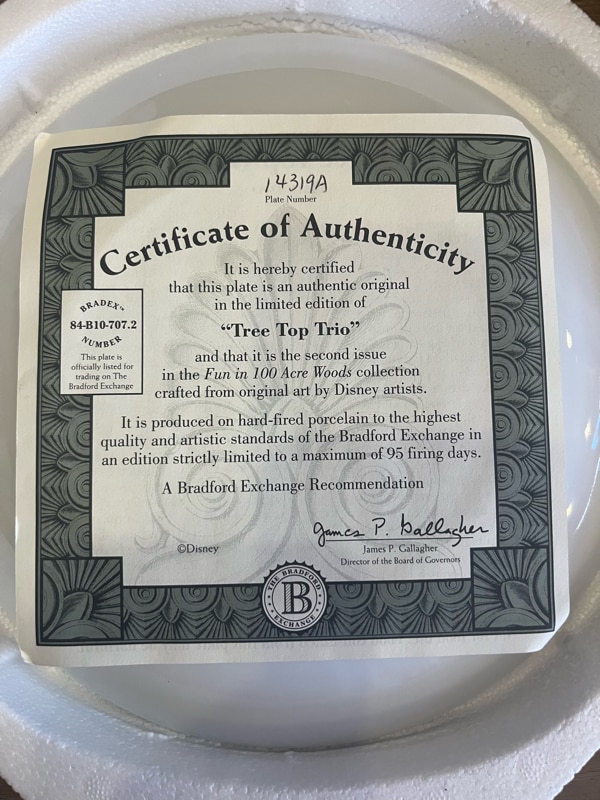 14319A
Plate Number
Certificate of Authenticity
It is hereby certified
that this plate is an authentic original
in the limited edition of
“Tree Top Trio”
and that it is the second issue
in the Fun in 100 Acre Woods collection
crafted from original art by Disney artists.
BRADEX™
84-B10-707.2
NUMBER
This plate is
officially listed for
trading on The
Bradford Exchange
It is produced on hard-fired porcelain to the highest
quality and artistic standards of the Bradford Exchange in
an edition strictly limited to a maximum of 95 firing days.
A Bradford Exchange Recommendation
James P. Gallagher
©Disney
James P. Gallagher
Director of the Board of Governors
THE BRADFORD
B
EXCHANGE